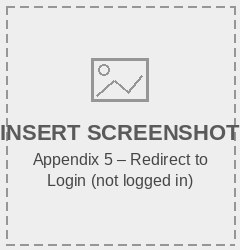 INSERT SCREENSHOT
Appendix 5 – Redirect to
Login (not logged in)